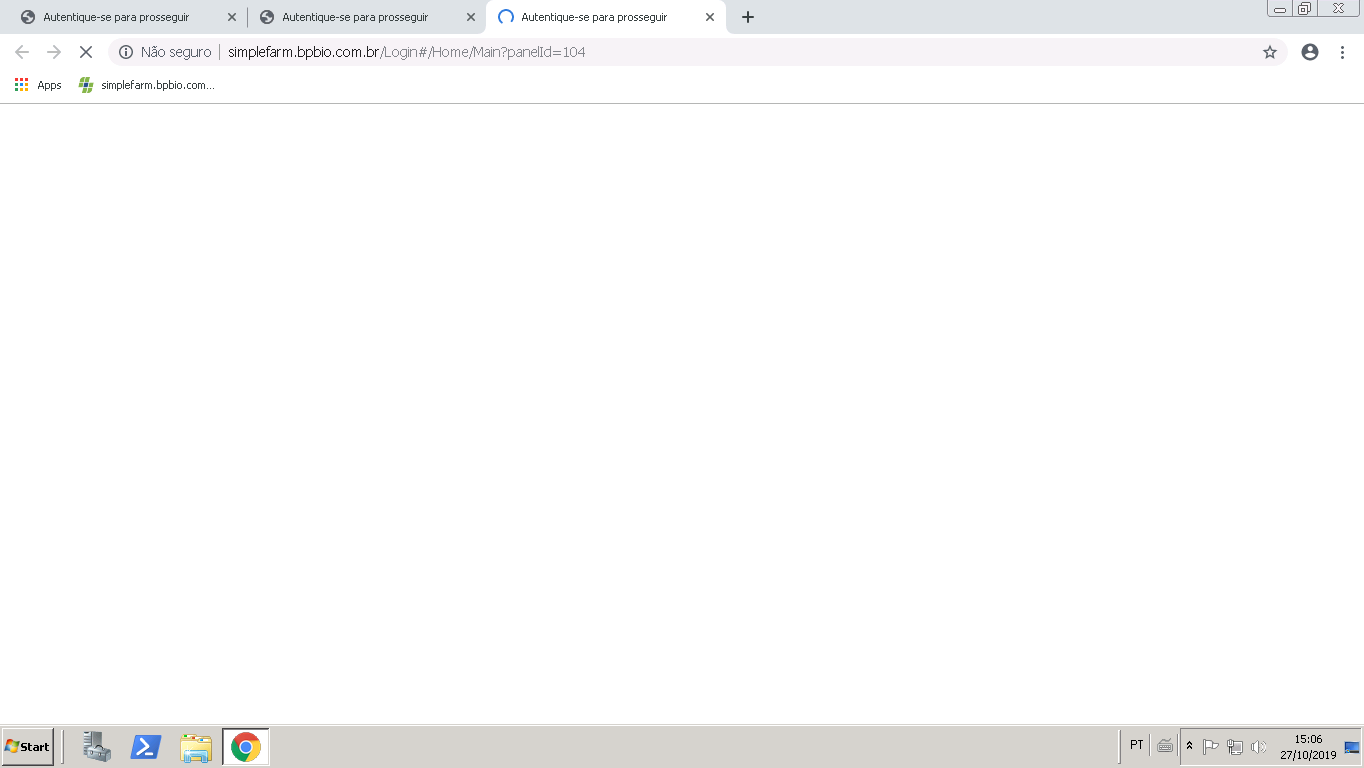 Autentique-se para prosseguir
Autentique-se para prosseguir
Autentique-se para prosseguir
Não seguro
simplefarm.bpbio.com.br/Login#/Home/Main?panelId=104
Apps
simplefarm.bpbio.com...
Start
PT
15:06
27/10/2019